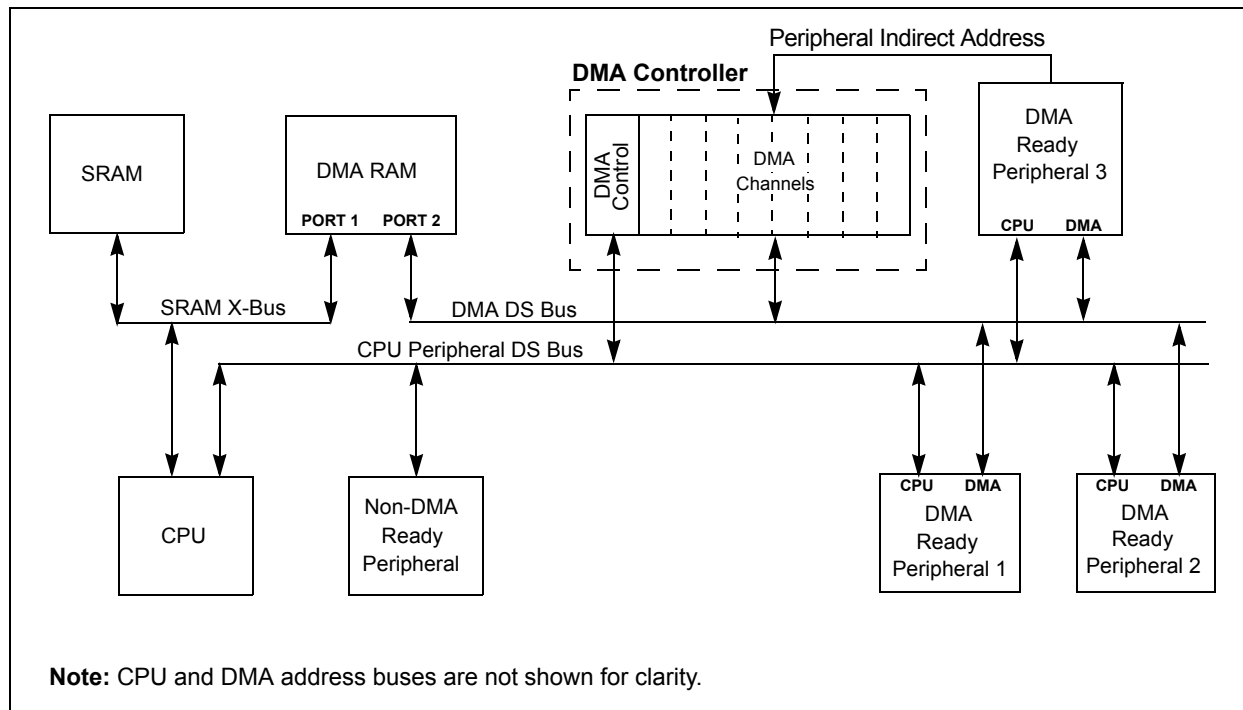 Peripheral Indirect Address
DMA Controller
SRAM
DMA RAM
PORT 1 PORT 2
DMA
Control
DMA
Channels
DMA
Ready
Peripheral 3
CPU DMA
SRAM X-Bus
DMA DS Bus
CPU Peripheral DS Bus
CPU
Non-DMA
Ready
Peripheral
CPU DMA
DMA
Ready
Peripheral 1
CPU DMA
DMA
Ready
Peripheral 2
Note: CPU and DMA address buses are not shown for clarity.